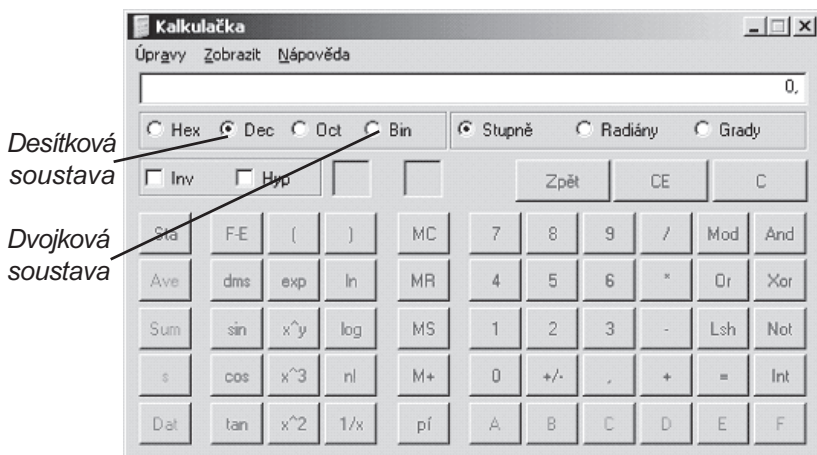 Kalkulačka
Úpravy Zobrazit Nápověda
0,
Hex Dec Oct Bin Stupně Radiány Grady
Desítková
soustava
Inv Hyp Zpět CE C
Dvojková
soustava
Sta F-E ( ) MC 7 8 9 / Mod And
Ave dms exp ln MR 4 5 6 * Or Xor
Sum sin x^y log MS 1 2 3 - Lsh Not
s cos x^3 n! M+ 0 +/- , + = Int
Dat tan x^2 1/x pí A B C D E F